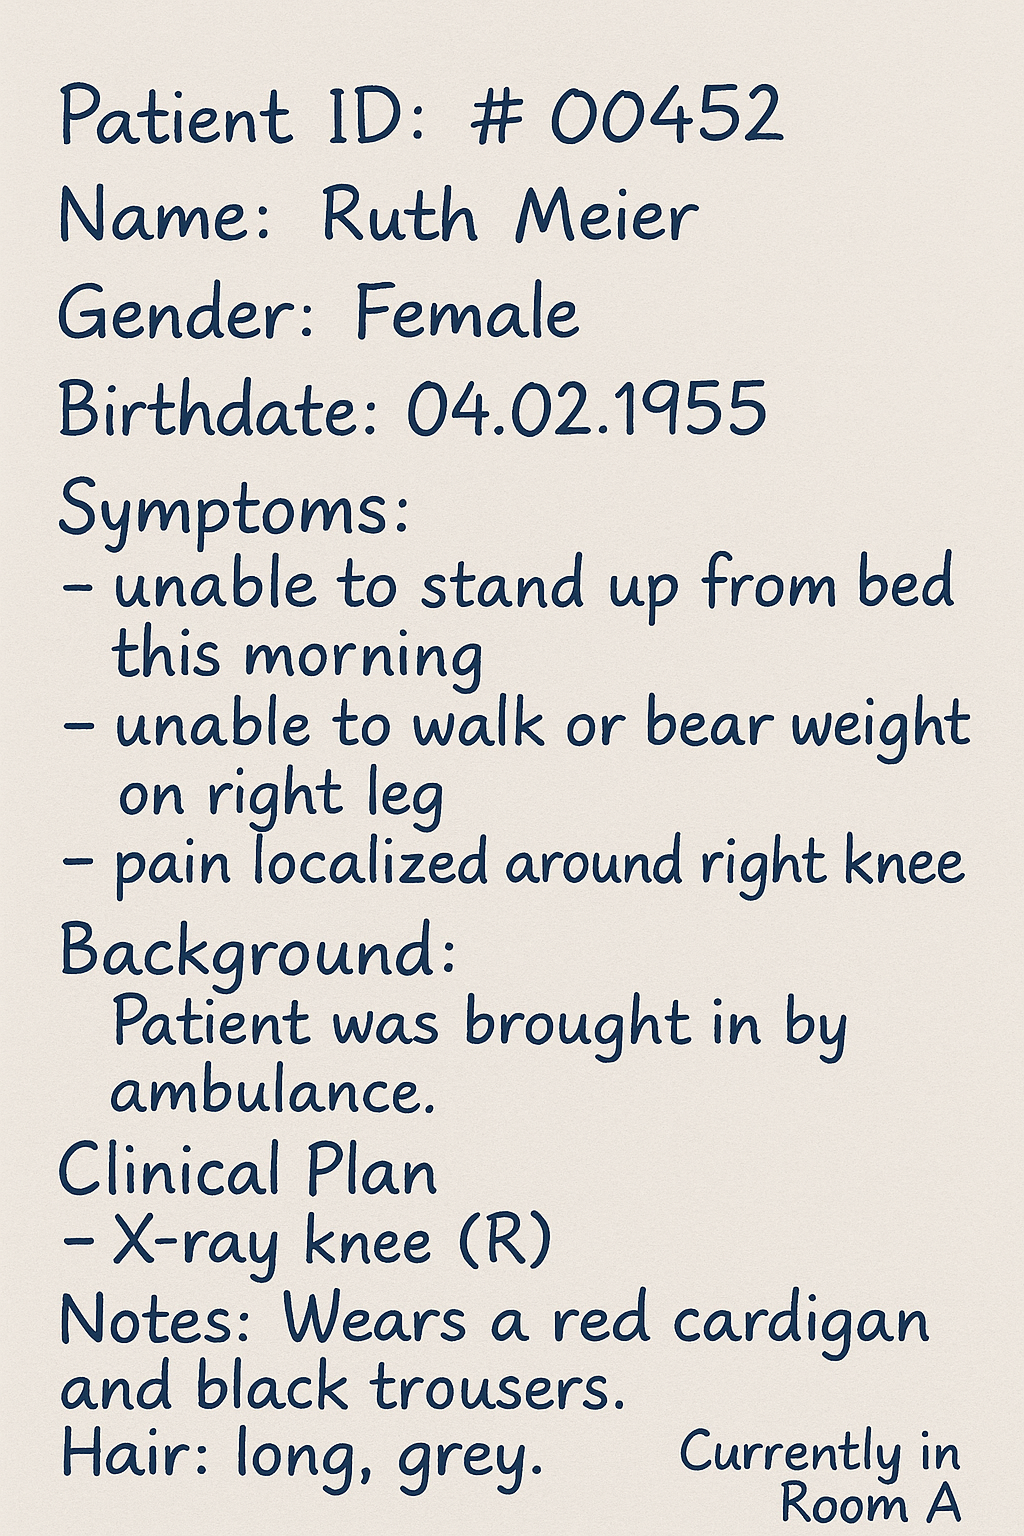 Patient ID: # 00452
Name: Ruth Meier
Gender: Female
Birthdate: 04.02.1955
Symptoms:
- unable to stand up from bed
this morning
- unable to walk or bear weight
on right leg
- pain localized around right knee
Background:
Patient was brought in by
ambulance.
Clinical Plan
- X-ray knee (R)
Notes: Wears a red cardigan
and black trousers.
Hair: long, grey.
Currently in
Room A